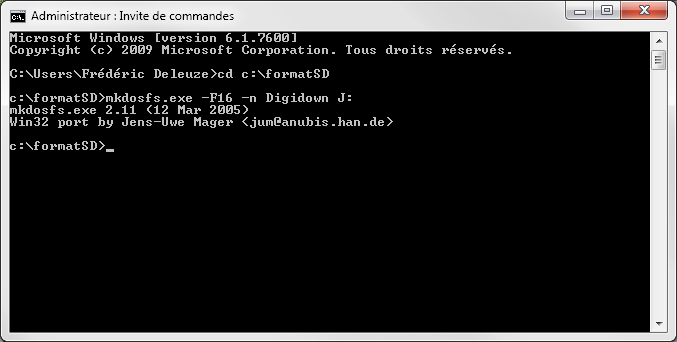 Administrateur : Invite de commandes
Microsoft Windows [version 6.1.7600]
Copyright (c) 2009 Microsoft Corporation. Tous droits réservés.
C:\Users\Frédéric Deleuze>cd c:\formatSD
c:\formatSD>mkdosfs.exe -F16 -n Digidown J:
mkdosfs.exe 2.11 (12 Mar 2005)
Win32 port by Jens-Uwe Mager <jum@anubis.han.de>
c:\formatSD>_